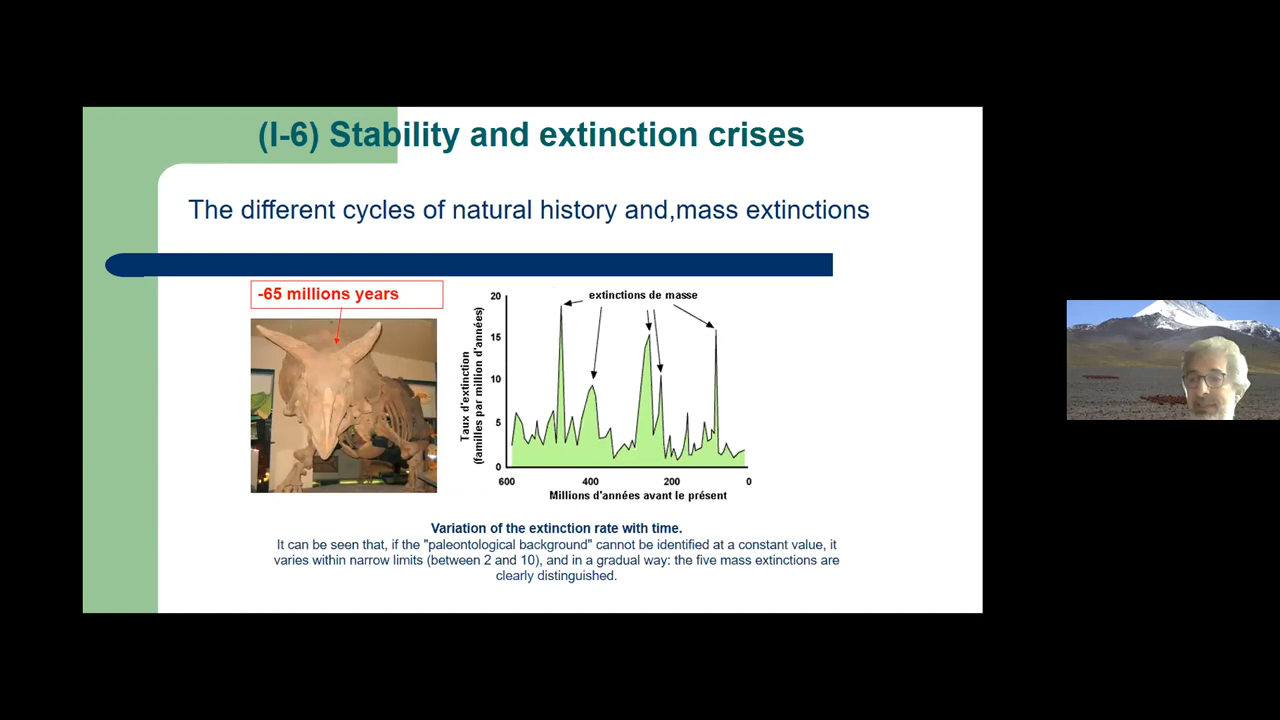 (I-6) Stability and extinction crises
The different cycles of natural history and,mass extinctions
-65 millions years
extinctions de masse
20
15
10
5
0
Taux d'extinction
(familles par million d'années)
600
400
200
0
Millions d'années avant le présent
Variation of the extinction rate with time.
It can be seen that, if the "paleontological background" cannot be identified at a constant value, it
varies within narrow limits (between 2 and 10), and in a gradual way: the five mass extinctions are
clearly distinguished.